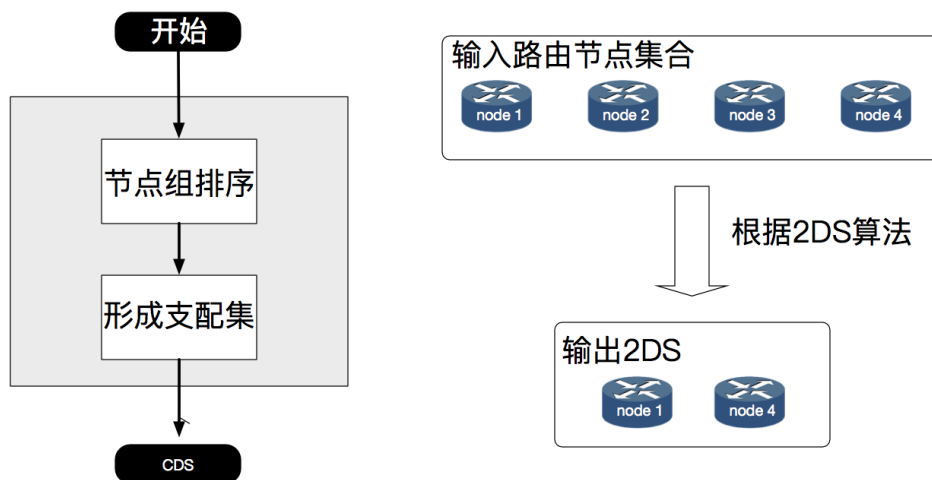 开始
节点组排序
形成支配集
CDS
输入路由节点集合
node 1
node 2
node 3
node 4
根据2DS算法
输出2DS
node 1
node 4